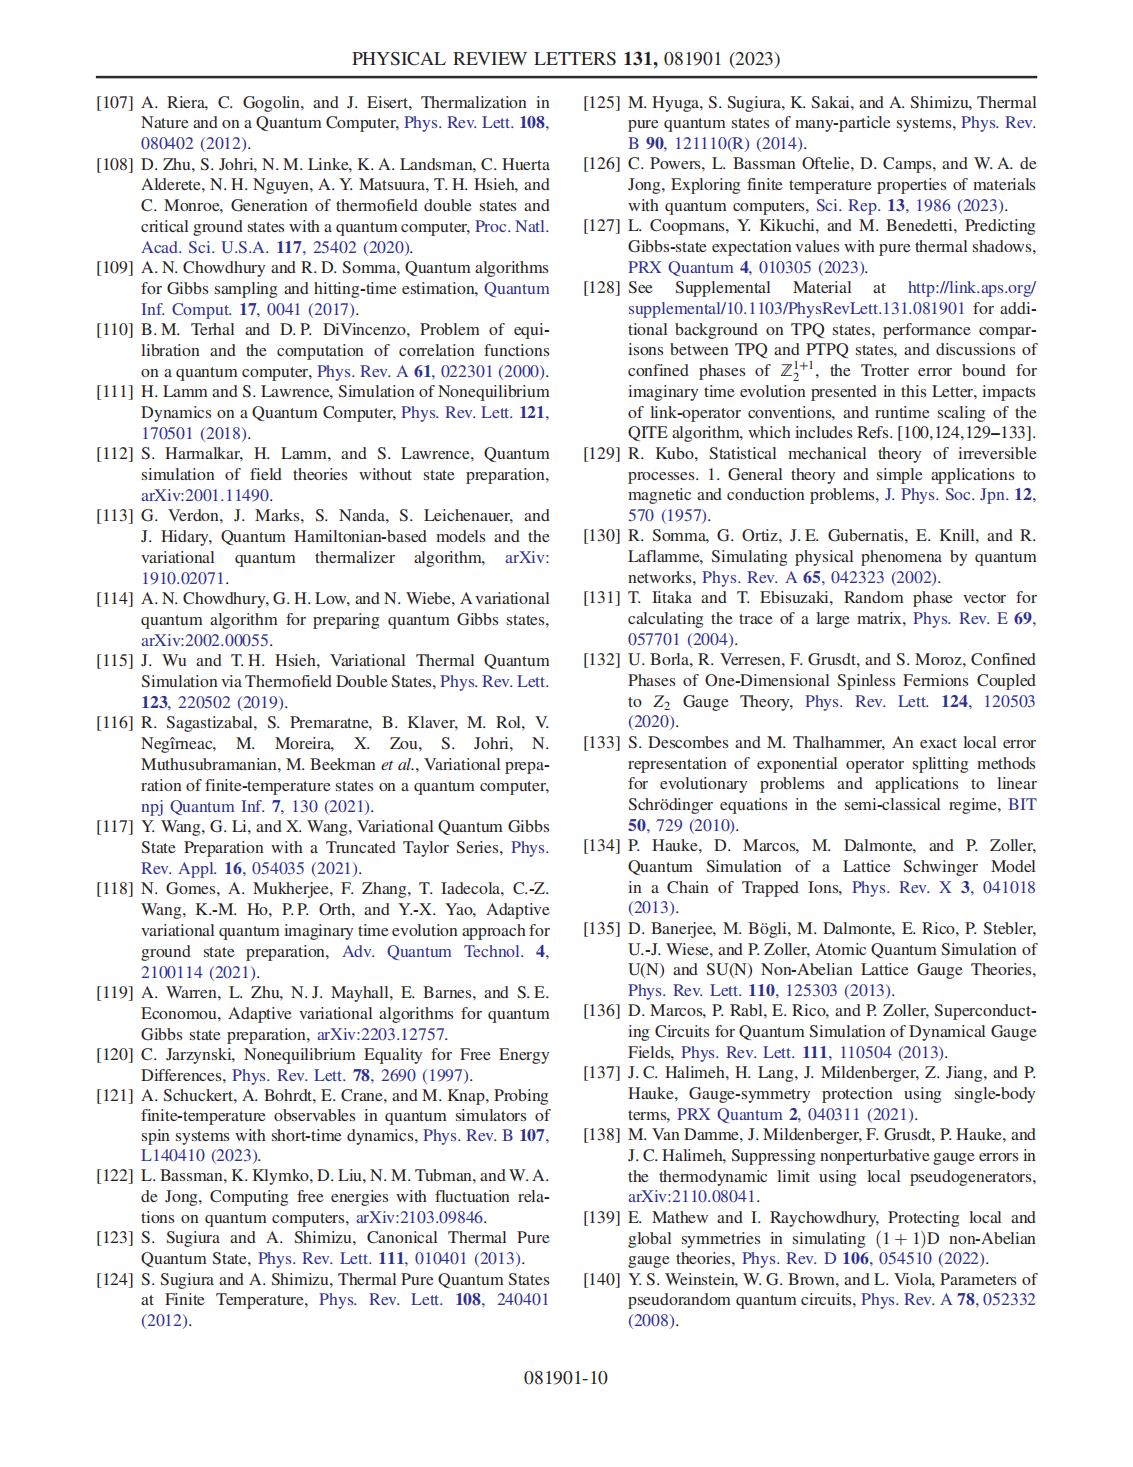 PHYSICAL REVIEW LETTERS 131, 081901 (2023)
[107] A. Riera, C. Gogolin, and J. Eisert, Thermalization in
Nature and on a Quantum Computer, Phys. Rev. Lett. 108,
080402 (2012).
[108] D. Zhu, S. Johri, N. M. Linke, K. A. Landsman, C. Huerta
Alderete, N. H. Nguyen, A. Y. Matsuura, T. H. Hsieh, and
C. Monroe, Generation of thermofield double states and
critical ground states with a quantum computer, Proc. Natl.
Acad. Sci. U.S.A. 117, 25402 (2020).
[109] A. N. Chowdhury and R. D. Somma, Quantum algorithms
for Gibbs sampling and hitting-time estimation, Quantum
Inf. Comput. 17, 0041 (2017).
[110] B. M. Terhal and D. P. DiVincenzo, Problem of equi-
libration and the computation of correlation functions
on a quantum computer, Phys. Rev. A 61, 022301 (2000).
[111] H. Lamm and S. Lawrence, Simulation of Nonequilibrium
Dynamics on a Quantum Computer, Phys. Rev. Lett. 121,
170501 (2018).
[112] S. Harmalkar, H. Lamm, and S. Lawrence, Quantum
simulation of field theories without state preparation,
arXiv:2001.11490.
[113] G. Verdon, J. Marks, S. Nanda, S. Leichenauer, and
J. Hidary, Quantum Hamiltonian-based models and the
variational quantum thermalizer algorithm, arXiv:
1910.02071.
[114] A. N. Chowdhury, G. H. Low, and N. Wiebe, A variational
quantum algorithm for preparing quantum Gibbs states,
arXiv:2002.00055.
[115] J. Wu and T. H. Hsieh, Variational Thermal Quantum
Simulation via Thermofield Double States, Phys. Rev. Lett.
123, 220502 (2019).
[116] R. Sagastizabal, S. Premaratne, B. Klaver, M. Rol, V.
Negîrneac, M. Moreira, X. Zou, S. Johri, N.
Muthusubramanian, M. Beekman et al., Variational prepa-
ration of finite-temperature states on a quantum computer,
npj Quantum Inf. 7, 130 (2021).
[117] Y. Wang, G. Li, and X. Wang, Variational Quantum Gibbs
State Preparation with a Truncated Taylor Series, Phys.
Rev. Appl. 16, 054035 (2021).
[118] N. Gomes, A. Mukherjee, F. Zhang, T. Iadecola, C.-Z.
Wang, K.-M. Ho, P. P. Orth, and Y.-X. Yao, Adaptive
variational quantum imaginary time evolution approach for
ground state preparation, Adv. Quantum Technol. 4,
2100114 (2021).
[119] A. Warren, L. Zhu, N. J. Mayhall, E. Barnes, and S. E.
Economou, Adaptive variational algorithms for quantum
Gibbs state preparation, arXiv:2203.12757.
[120] C. Jarzynski, Nonequilibrium Equality for Free Energy
Differences, Phys. Rev. Lett. 78, 2690 (1997).
[121] A. Schuckert, A. Bohrdt, E. Crane, and M. Knap, Probing
finite-temperature observables in quantum simulators of
spin systems with short-time dynamics, Phys. Rev. B 107,
L140410 (2023).
[122] L. Bassman, K. Klymko, D. Liu, N. M. Tubman, and W. A.
de Jong, Computing free energies with fluctuation rela-
tions on quantum computers, arXiv:2103.09846.
[123] S. Sugiura and A. Shimizu, Canonical Thermal Pure
Quantum State, Phys. Rev. Lett. 111, 010401 (2013).
[124] S. Sugiura and A. Shimizu, Thermal Pure Quantum States
at Finite Temperature, Phys. Rev. Lett. 108, 240401
(2012).
[125] M. Hyuga, S. Sugiura, K. Sakai, and A. Shimizu, Thermal
pure quantum states of many-particle systems, Phys. Rev.
B 90, 121110(R) (2014).
[126] C. Powers, L. Bassman Oftelie, D. Camps, and W. A. de
Jong, Exploring finite temperature properties of materials
with quantum computers, Sci. Rep. 13, 1986 (2023).
[127] L. Coopmans, Y. Kikuchi, and M. Benedetti, Predicting
Gibbs-state expectation values with pure thermal shadows,
PRX Quantum 4, 010305 (2023).
[128] See Supplemental Material at http://link.aps.org/
supplemental/10.1103/PhysRevLett.131.081901 for addi-
tional background on TPQ states, performance compar-
isons between TPQ and PTPQ states, and discussions of
confined phases of ℤ₂¹⁺¹, the Trotter error bound for
imaginary time evolution presented in this Letter, impacts
of link-operator conventions, and runtime scaling of the
QITE algorithm, which includes Refs. [100,124,129–133].
[129] R. Kubo, Statistical mechanical theory of irreversible
processes. 1. General theory and simple applications to
magnetic and conduction problems, J. Phys. Soc. Jpn. 12,
570 (1957).
[130] R. Somma, G. Ortiz, J. E. Gubernatis, E. Knill, and R.
Laflamme, Simulating physical phenomena by quantum
networks, Phys. Rev. A 65, 042323 (2002).
[131] T. Iitaka and T. Ebisuzaki, Random phase vector for
calculating the trace of a large matrix, Phys. Rev. E 69,
057701 (2004).
[132] U. Borla, R. Verresen, F. Grusdt, and S. Moroz, Confined
Phases of One-Dimensional Spinless Fermions Coupled
to Z₂ Gauge Theory, Phys. Rev. Lett. 124, 120503
(2020).
[133] S. Descombes and M. Thalhammer, An exact local error
representation of exponential operator splitting methods
for evolutionary problems and applications to linear
Schrödinger equations in the semi-classical regime, BIT
50, 729 (2010).
[134] P. Hauke, D. Marcos, M. Dalmonte, and P. Zoller,
Quantum Simulation of a Lattice Schwinger Model
in a Chain of Trapped Ions, Phys. Rev. X 3, 041018
(2013).
[135] D. Banerjee, M. Bögli, M. Dalmonte, E. Rico, P. Stebler,
U.-J. Wiese, and P. Zoller, Atomic Quantum Simulation of
U(N) and SU(N) Non-Abelian Lattice Gauge Theories,
Phys. Rev. Lett. 110, 125303 (2013).
[136] D. Marcos, P. Rabl, E. Rico, and P. Zoller, Superconduct-
ing Circuits for Quantum Simulation of Dynamical Gauge
Fields, Phys. Rev. Lett. 111, 110504 (2013).
[137] J. C. Halimeh, H. Lang, J. Mildenberger, Z. Jiang, and P.
Hauke, Gauge-symmetry protection using single-body
terms, PRX Quantum 2, 040311 (2021).
[138] M. Van Damme, J. Mildenberger, F. Grusdt, P. Hauke, and
J. C. Halimeh, Suppressing nonperturbative gauge errors in
the thermodynamic limit using local pseudogenerators,
arXiv:2110.08041.
[139] E. Mathew and I. Raychowdhury, Protecting local and
global symmetries in simulating (1 + 1)D non-Abelian
gauge theories, Phys. Rev. D 106, 054510 (2022).
[140] Y. S. Weinstein, W. G. Brown, and L. Viola, Parameters of
pseudorandom quantum circuits, Phys. Rev. A 78, 052332
(2008).
081901-10